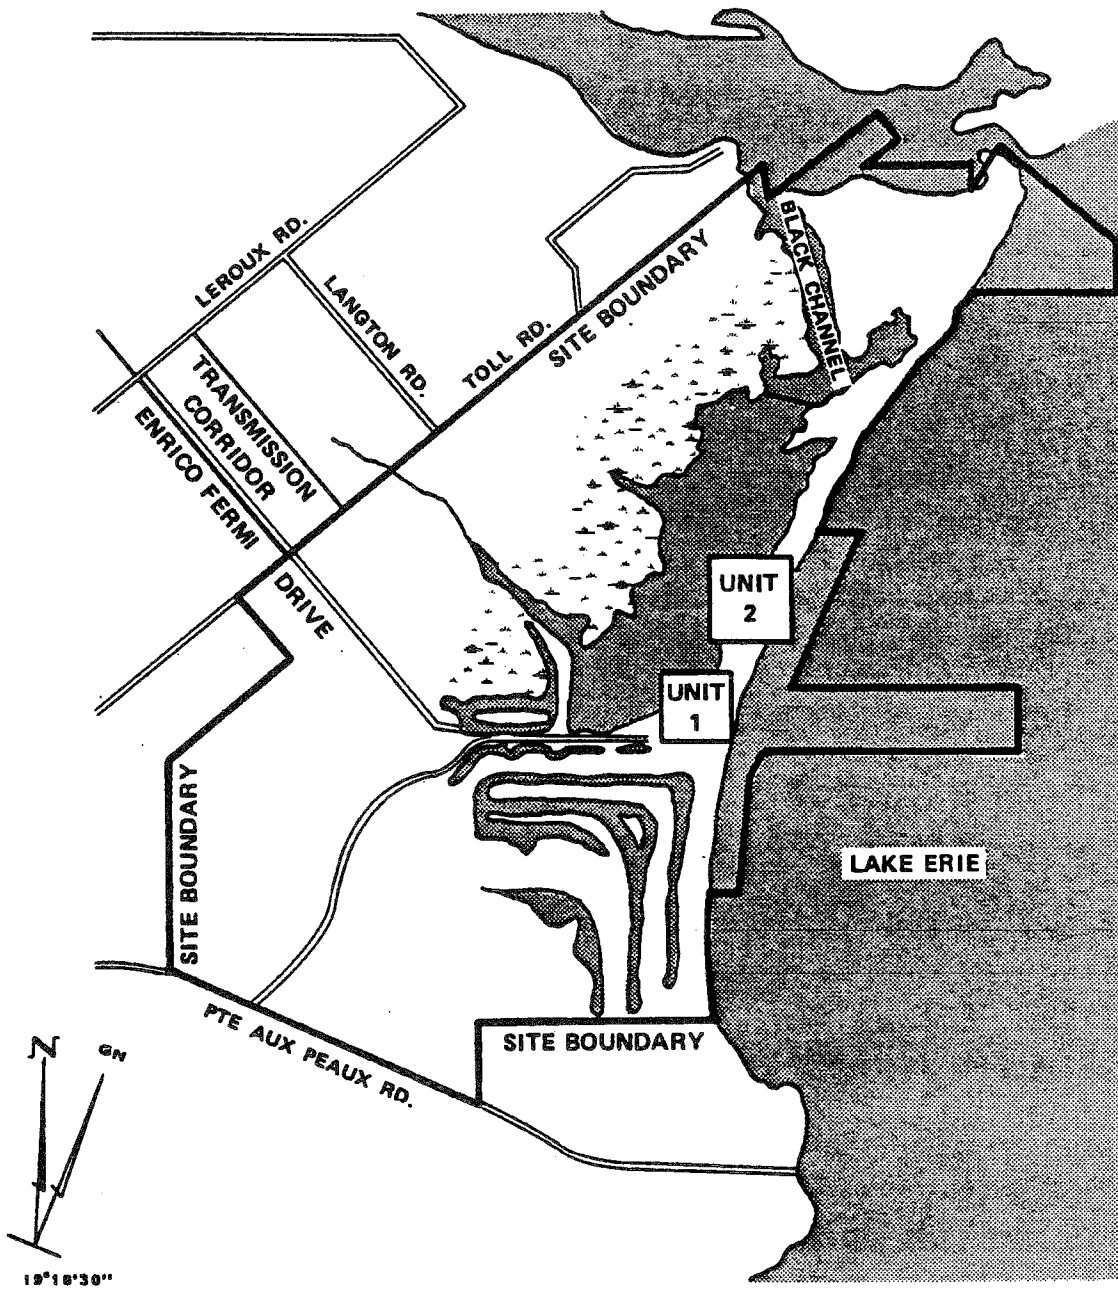 BLACK CHANNEL
LEROUX RD.
LANGTON RD.
TOLL RD.
SITE BOUNDARY
TRANSMISSION
CORRIDOR
ENRICO FERMI
DRIVE
UNIT
2
UNIT
1
SITE BOUNDARY
LAKE ERIE
PTE AUX PEAUX RD.
SITE BOUNDARY
N
GN